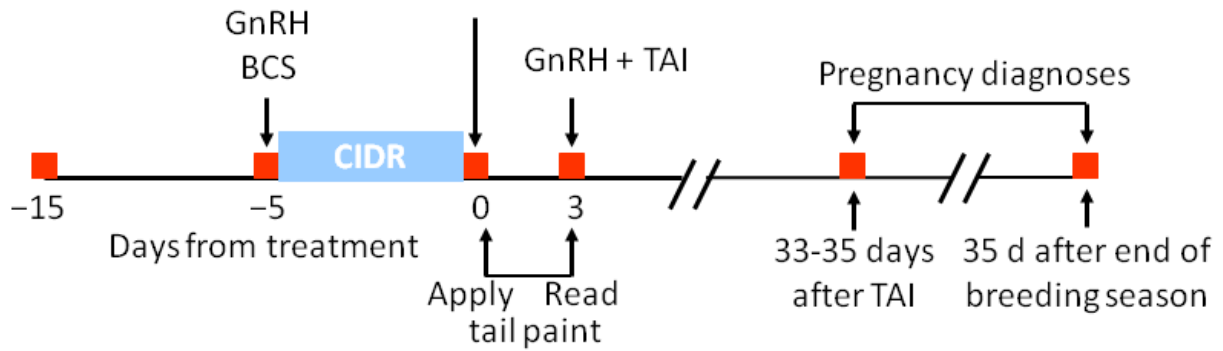 GnRH
BCS
GnRH + TAI
Pregnancy diagnoses
CIDR
−15
−5
0
3
Days from treatment
Apply
Read
tail paint
33-35 days
after TAI
35 d after end of
breeding season